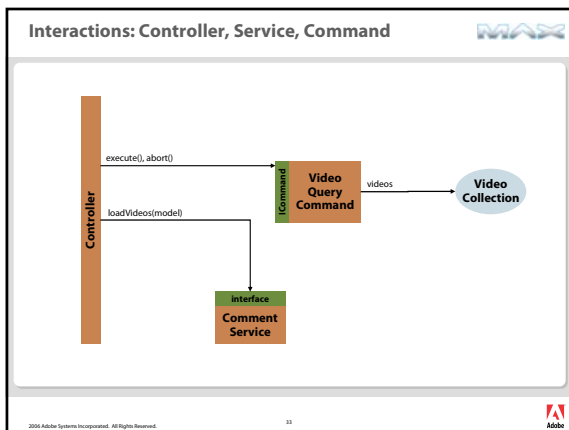 Interactions: Controller, Service, Command
MAX
Controller
execute(), abort()
ICommand
Video
Query
Command
videos
Video
Collection
loadVideos(model)
interface
Comment
Service
2006 Adobe Systems Incorporated. All Rights Reserved.
33
Adobe